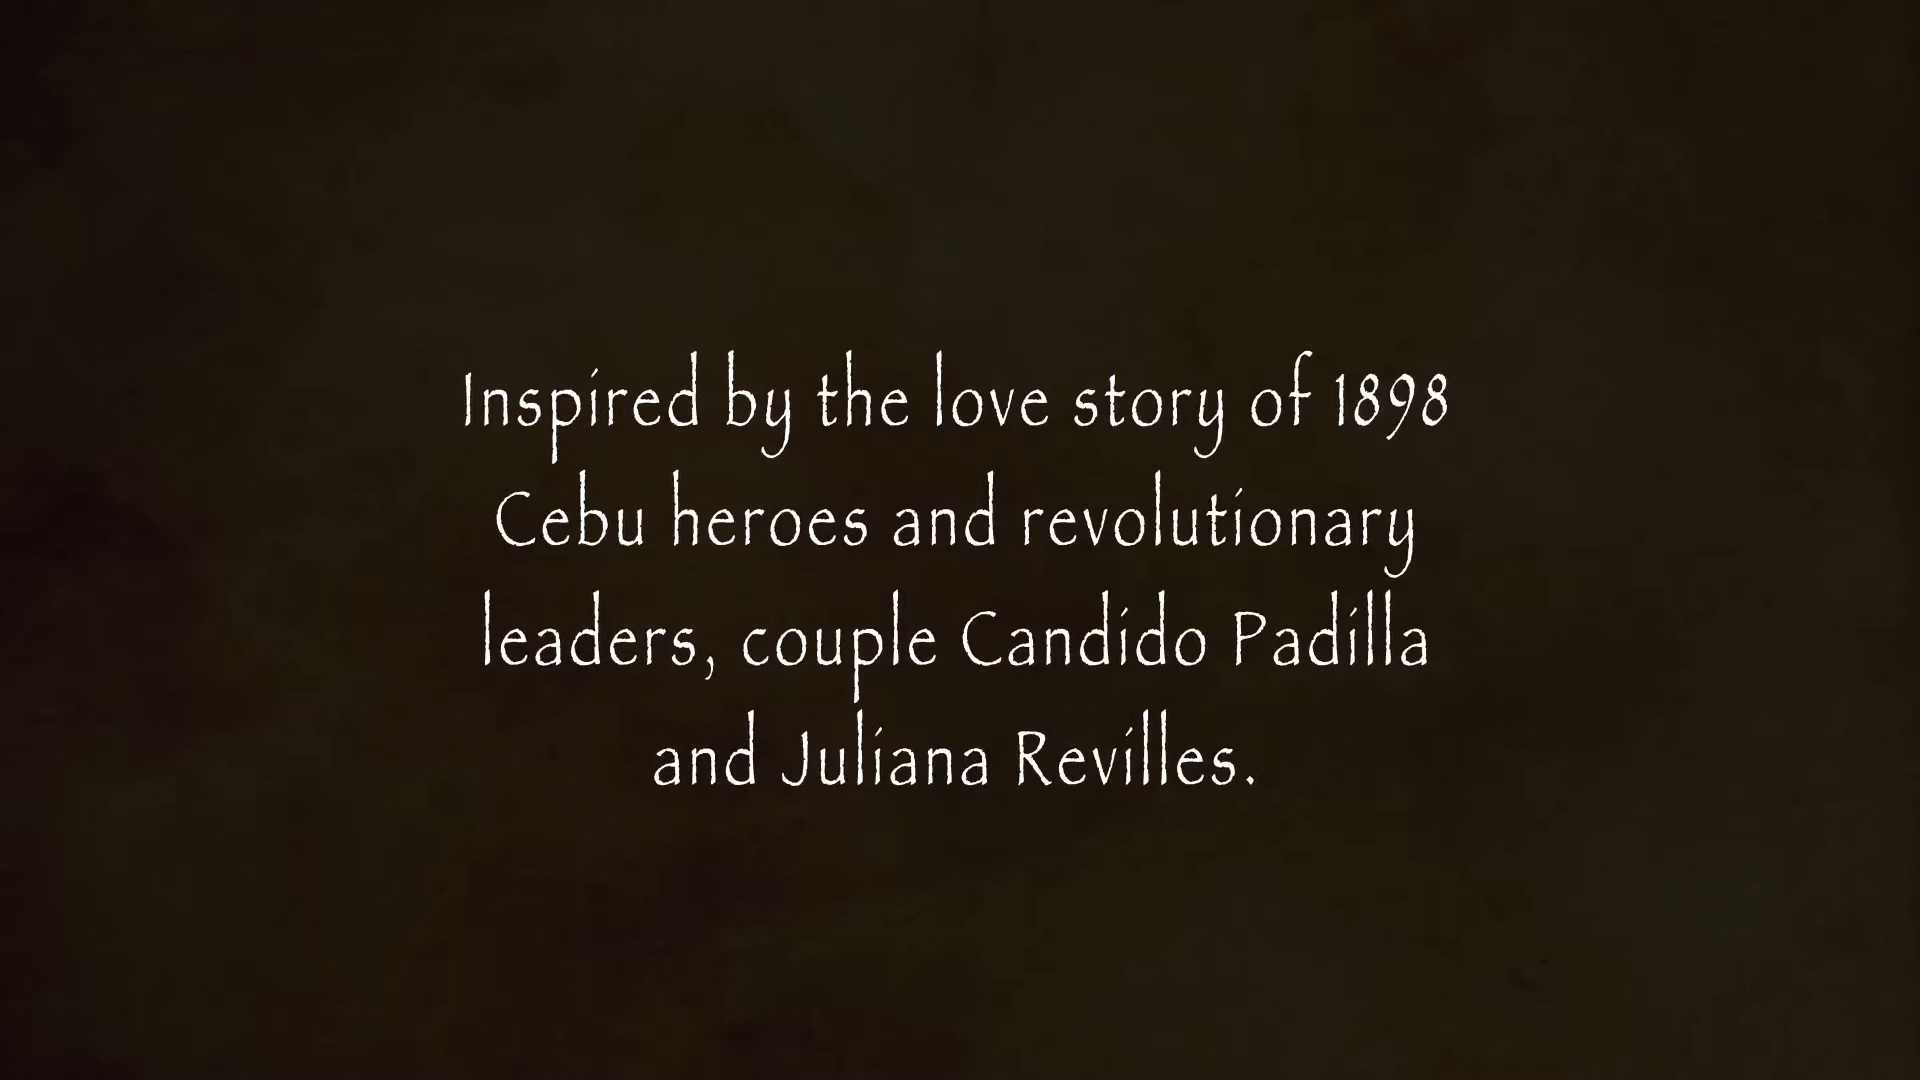 Inspired by the love story of 1898
Cebu heroes and revolutionary
leaders, couple Candido Padilla
and Juliana Revilles.